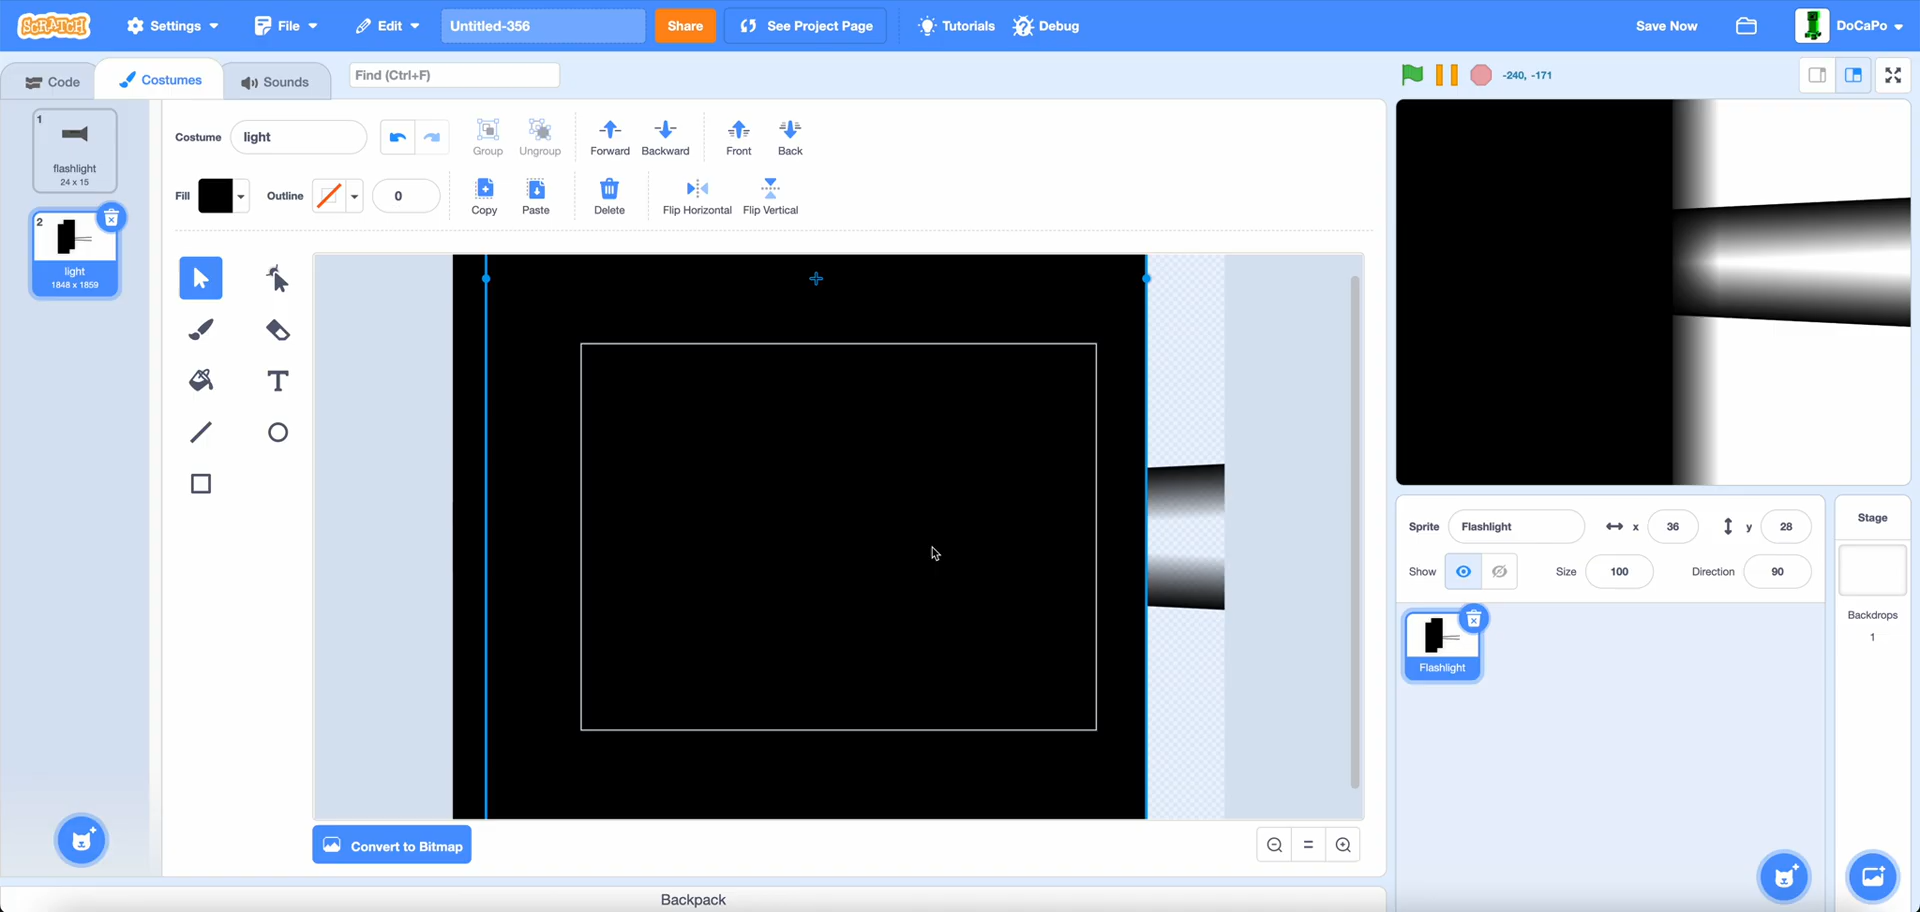 SCRATCH
Settings
File
Edit
Untitled-356
Share
See Project Page
Tutorials
Debug
Save Now
DoCaPo
Code
Costumes
Sounds
Find (Ctrl+F)
-240, -171
1
flashlight
24 x 15
2
light
1848 x 1859
Costume
light
Group
Ungroup
Forward
Backward
Front
Back
Fill
Outline
0
Copy
Paste
Delete
Flip Horizontal
Flip Vertical
T
Convert to Bitmap
Backpack
Sprite
Flashlight
x
36
y
28
Show
Size
100
Direction
90
Flashlight
Stage
Backdrops
1